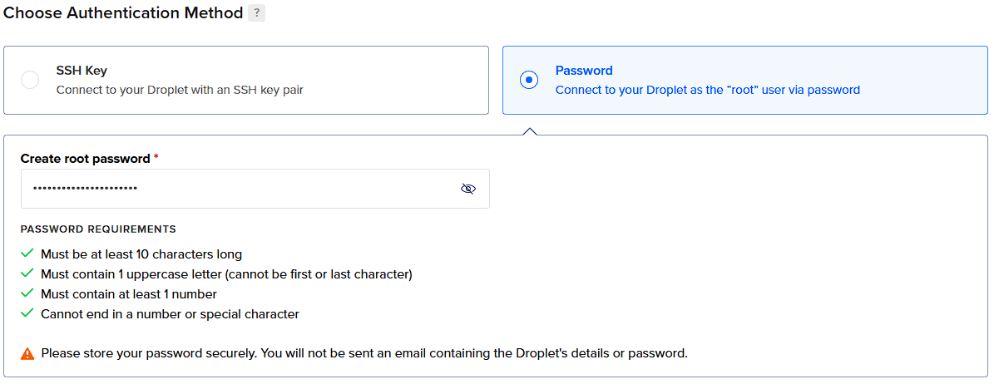 Choose Authentication Method ?
SSH Key
Connect to your Droplet with an SSH key pair
Password
Connect to your Droplet as the “root” user via password
Create root password *
••••••••••••••••••••••
PASSWORD REQUIREMENTS
Must be at least 10 characters long
Must contain 1 uppercase letter (cannot be first or last character)
Must contain at least 1 number
Cannot end in a number or special character
Please store your password securely. You will not be sent an email containing the Droplet's details or password.